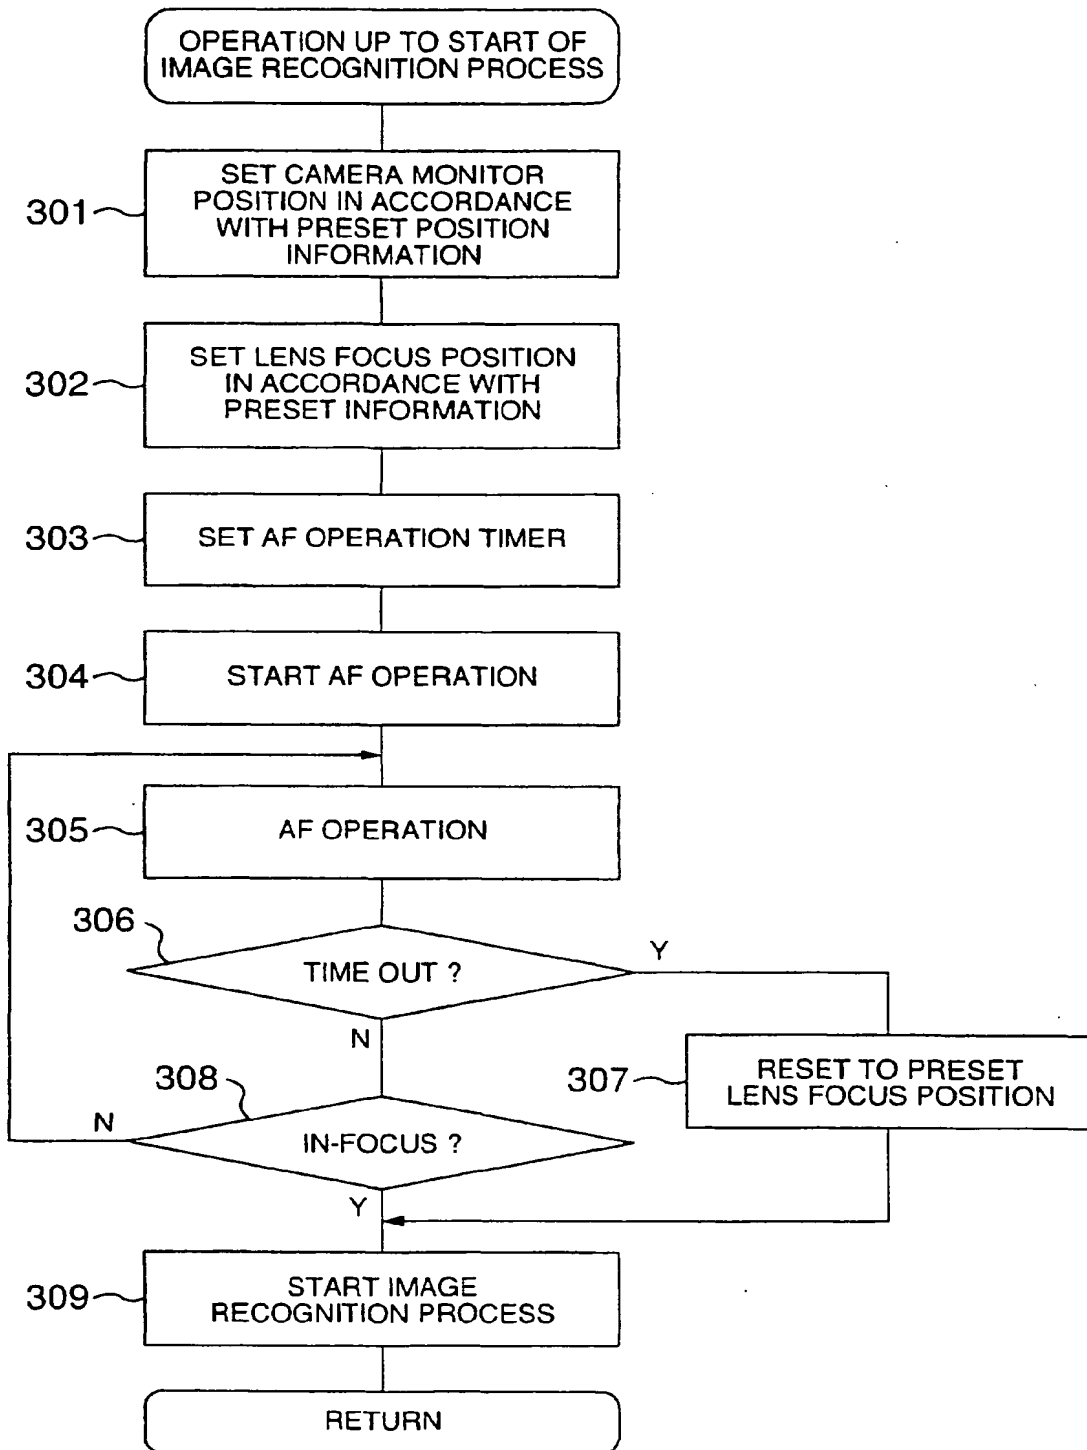 OPERATION UP TO START OF
IMAGE RECOGNITION PROCESS
301
SET CAMERA MONITOR
POSITION IN ACCORDANCE
WITH PRESET POSITION
INFORMATION
302
SET LENS FOCUS POSITION
IN ACCORDANCE WITH
PRESET INFORMATION
303
SET AF OPERATION TIMER
304
START AF OPERATION
305
AF OPERATION
306
TIME OUT ?
Y
N
307
RESET TO PRESET
LENS FOCUS POSITION
308
IN-FOCUS ?
N
Y
309
START IMAGE
RECOGNITION PROCESS
RETURN